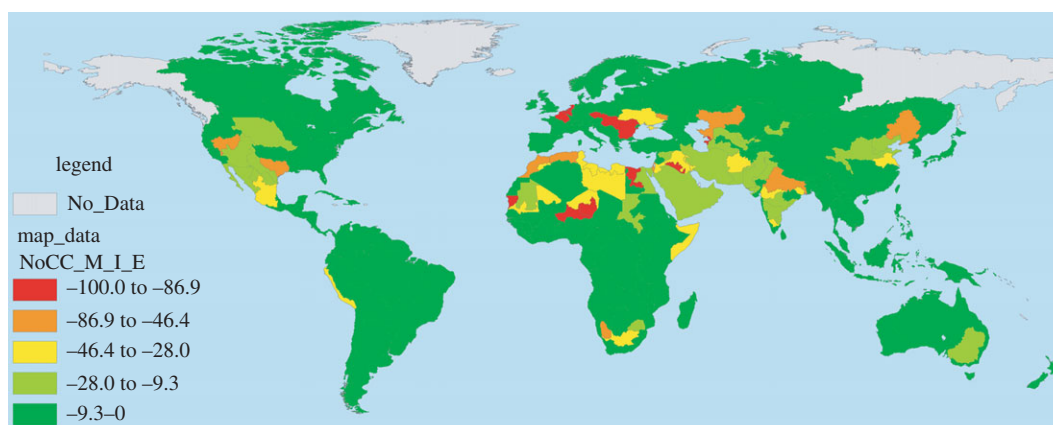 legend
No_Data
map_data
NoCC_M_I_E
–100.0 to –86.9
–86.9 to –46.4
–46.4 to –28.0
–28.0 to –9.3
–9.3–0